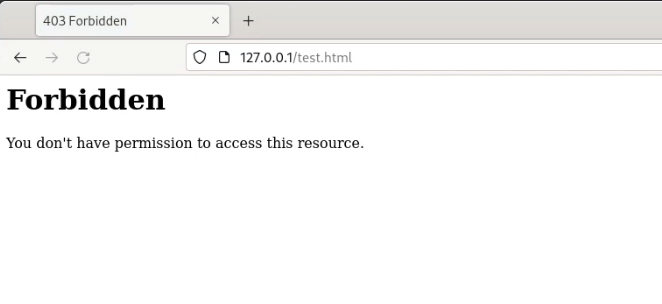 403 Forbidden
127.0.0.1/test.html
Forbidden
You don't have permission to access this resource.